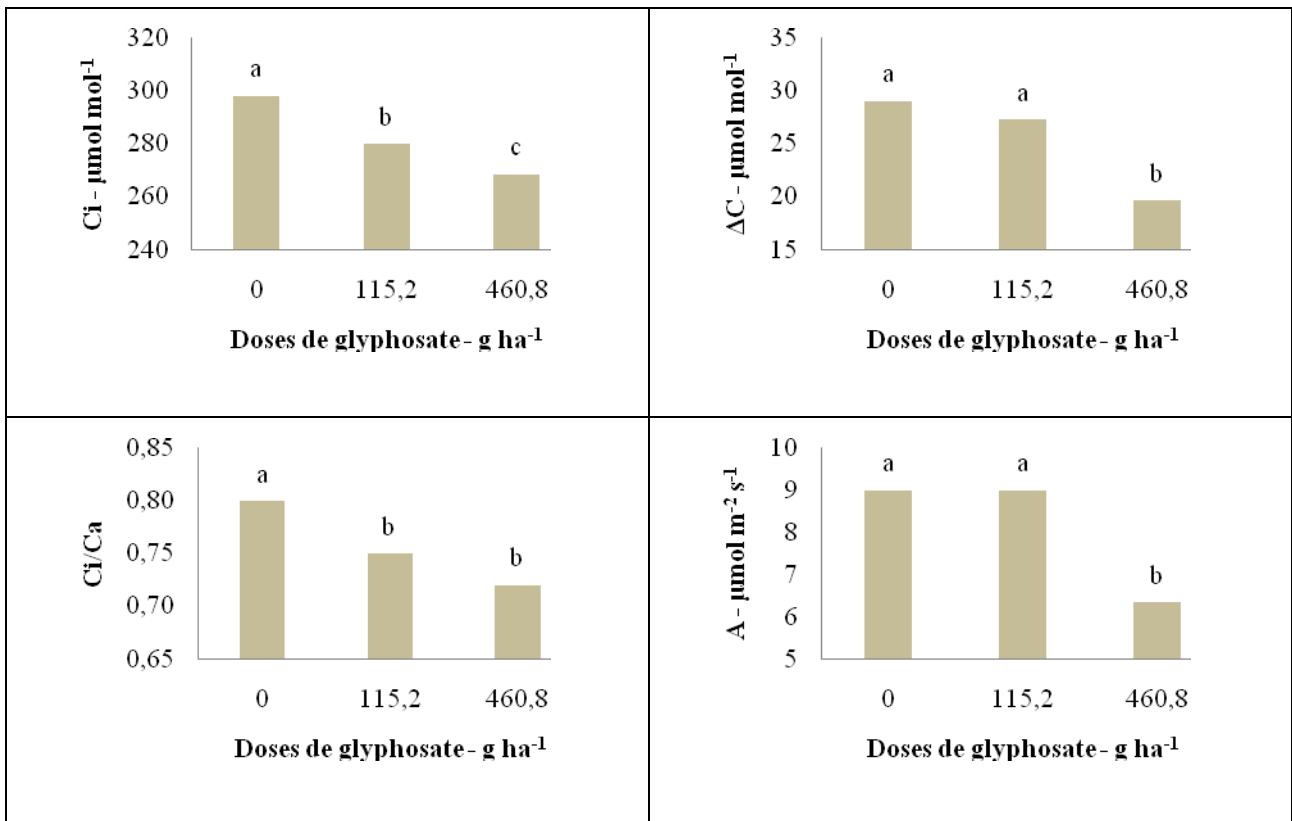 Ci - µmol mol-1
320
300
280
260
240
a
b
c
0 115,2 460,8
Doses de glyphosate - g ha-1
ΔC - µmol mol-1
35
30
25
20
15
a
a
b
0 115,2 460,8
Doses de glyphosate - g ha-1
Ci/Ca
0,85
0,80
0,75
0,70
0,65
a
b
b
0 115,2 460,8
Doses de glyphosate - g ha-1
A - µmol m-2 s-1
10
9
8
7
6
5
a
a
b
0 115,2 460,8
Doses de glyphosate - g ha-1